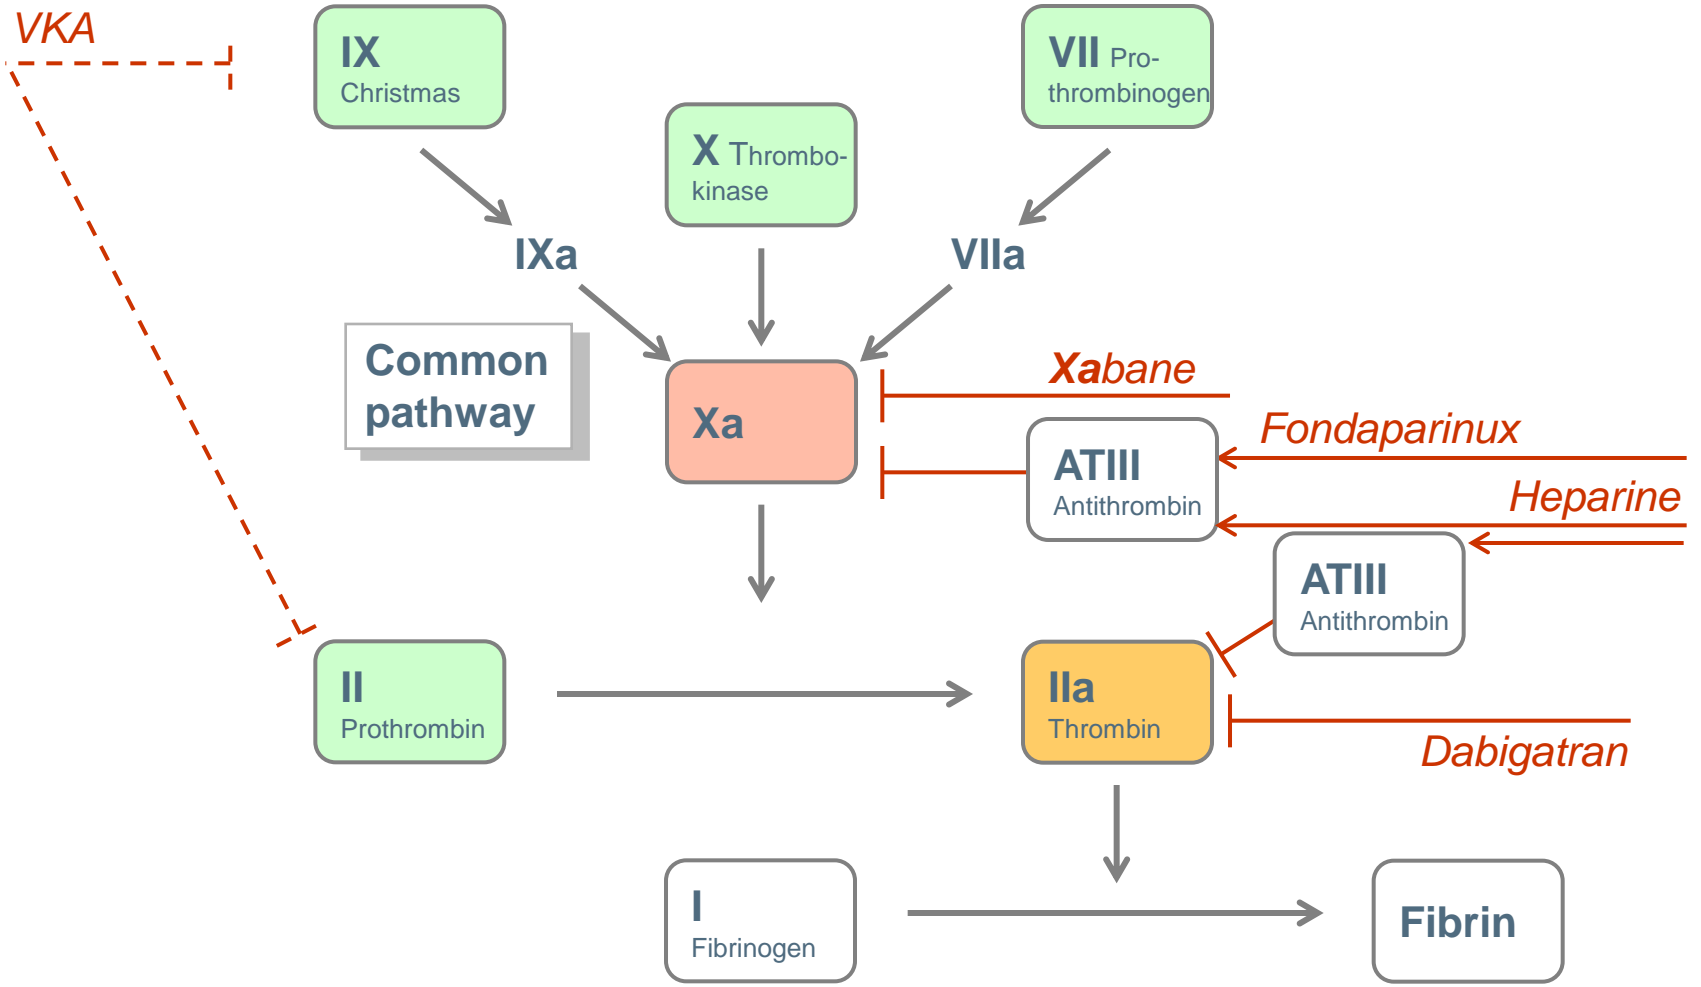 VKA
IX
Christmas
VII Pro-
thrombinogen
X Thrombo-
kinase
IXa
VIIa
Common
pathway
Xa
Xabane
Fondaparinux
ATIII
Antithrombin
Heparine
ATIII
Antithrombin
II
Prothrombin
IIa
Thrombin
Dabigatran
I
Fibrinogen
Fibrin